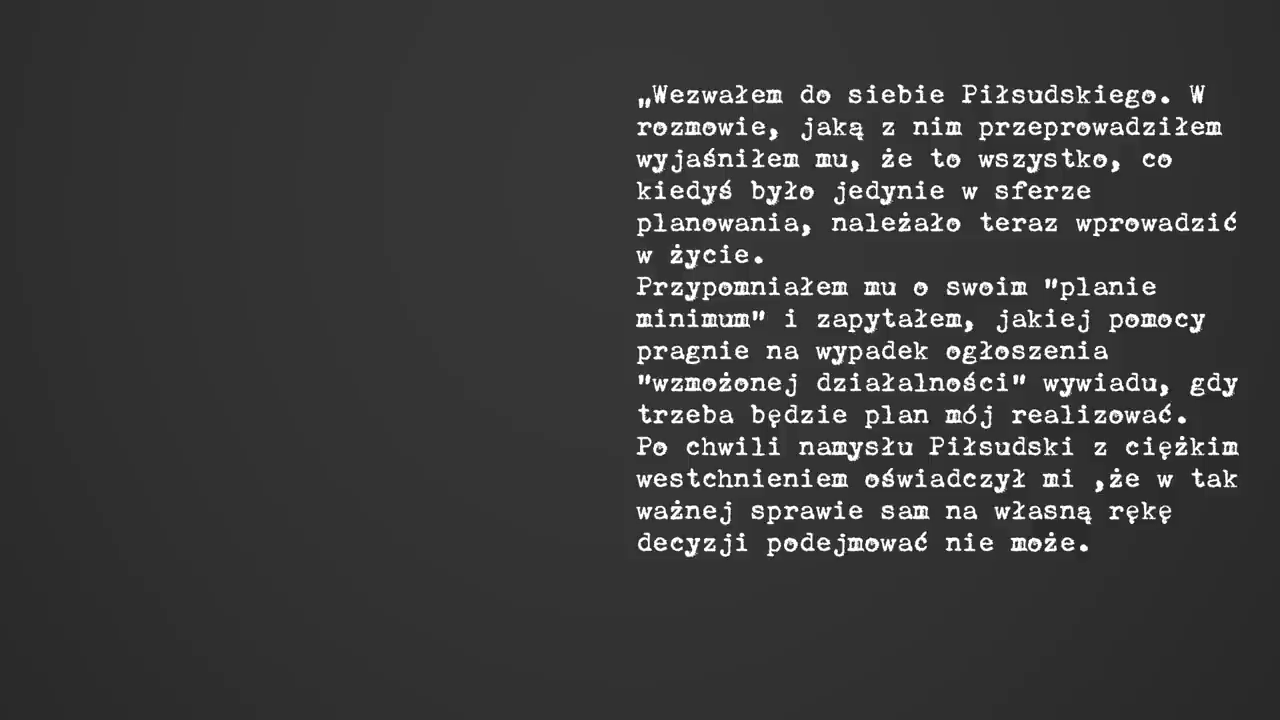 „Wezwałem do siebie Piłsudskiego. W
rozmowie, jaką z nim przeprowadziłem
wyjaśniłem mu, że to wszystko, co
kiedyś było jedynie w sferze
planowania, należało teraz wprowadzić
w życie.
Przypomniałem mu o swoim "planie
minimum" i zapytałem, jakiej pomocy
pragnie na wypadek ogłoszenia
"wzmożonej działalności" wywiadu, gdy
trzeba będzie plan mój realizować.
Po chwili namysłu Piłsudski z ciężkim
westchnieniem oświadczył mi ,że w tak
ważnej sprawie sam na własną rękę
decyzji podejmować nie może.